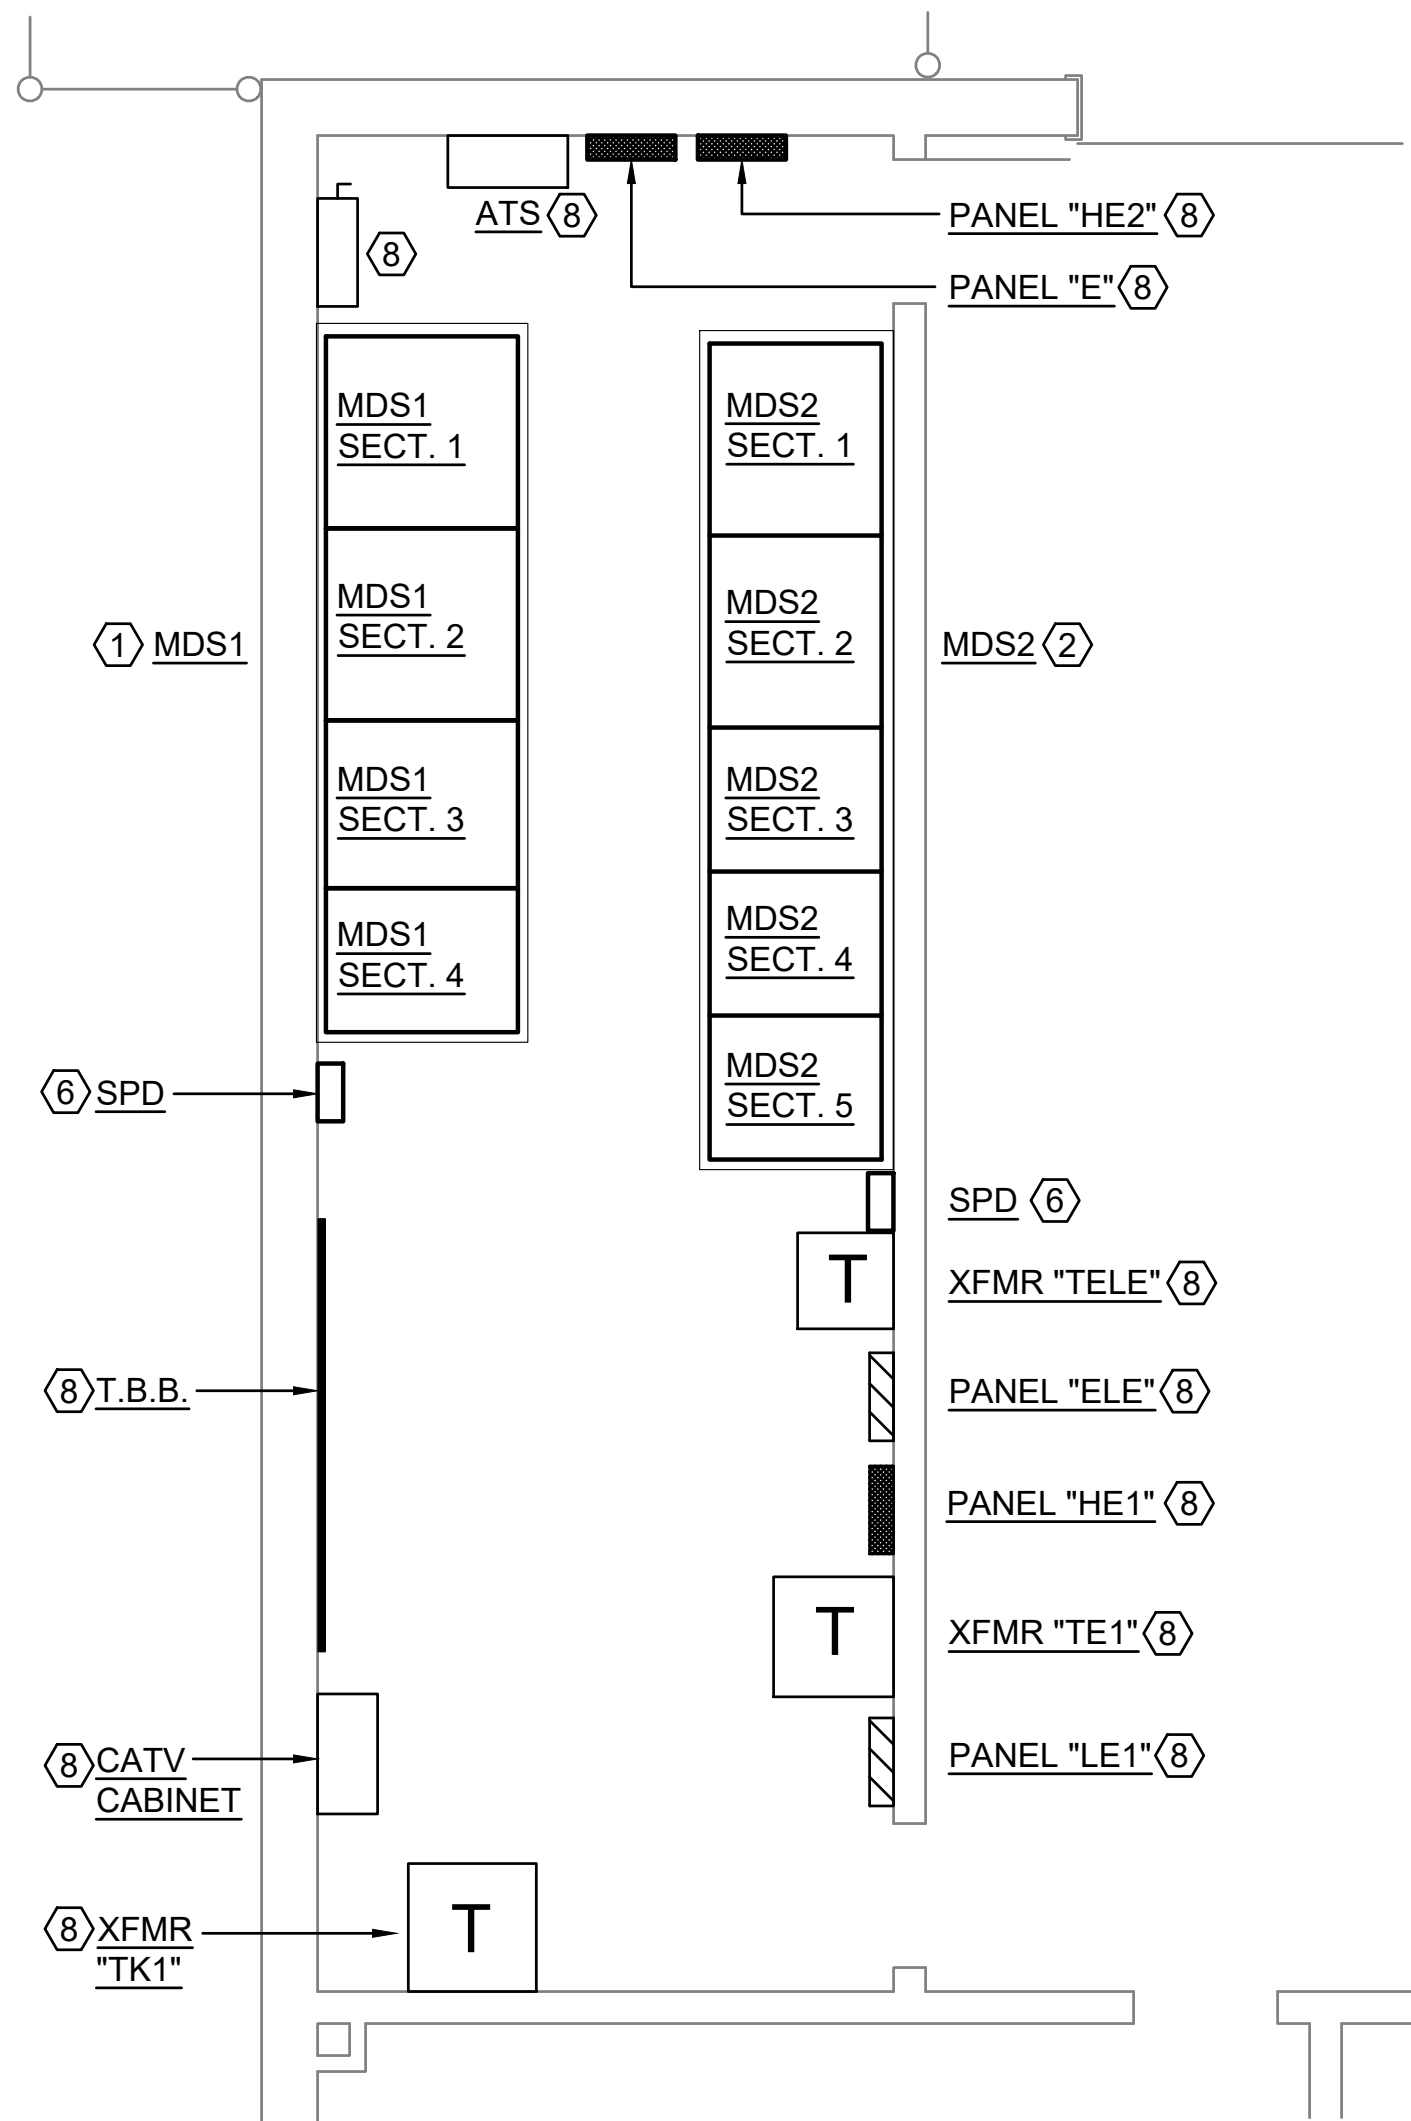 ATS 8
PANEL "HE2" 8
8
PANEL "E" 8
MDS1
SECT. 1
MDS2
SECT. 1
MDS1
SECT. 2
MDS2
SECT. 2
1 MDS1
MDS2 2
MDS1
SECT. 3
MDS2
SECT. 3
MDS1
SECT. 4
MDS2
SECT. 4
MDS2
SECT. 5
6 SPD
SPD 6
T
XFMR "TELE" 8
8 T.B.B.
PANEL "ELE" 8
PANEL "HE1" 8
T
XFMR "TE1" 8
8 CATV
CABINET
PANEL "LE1" 8
8 XFMR
"TK1"
T